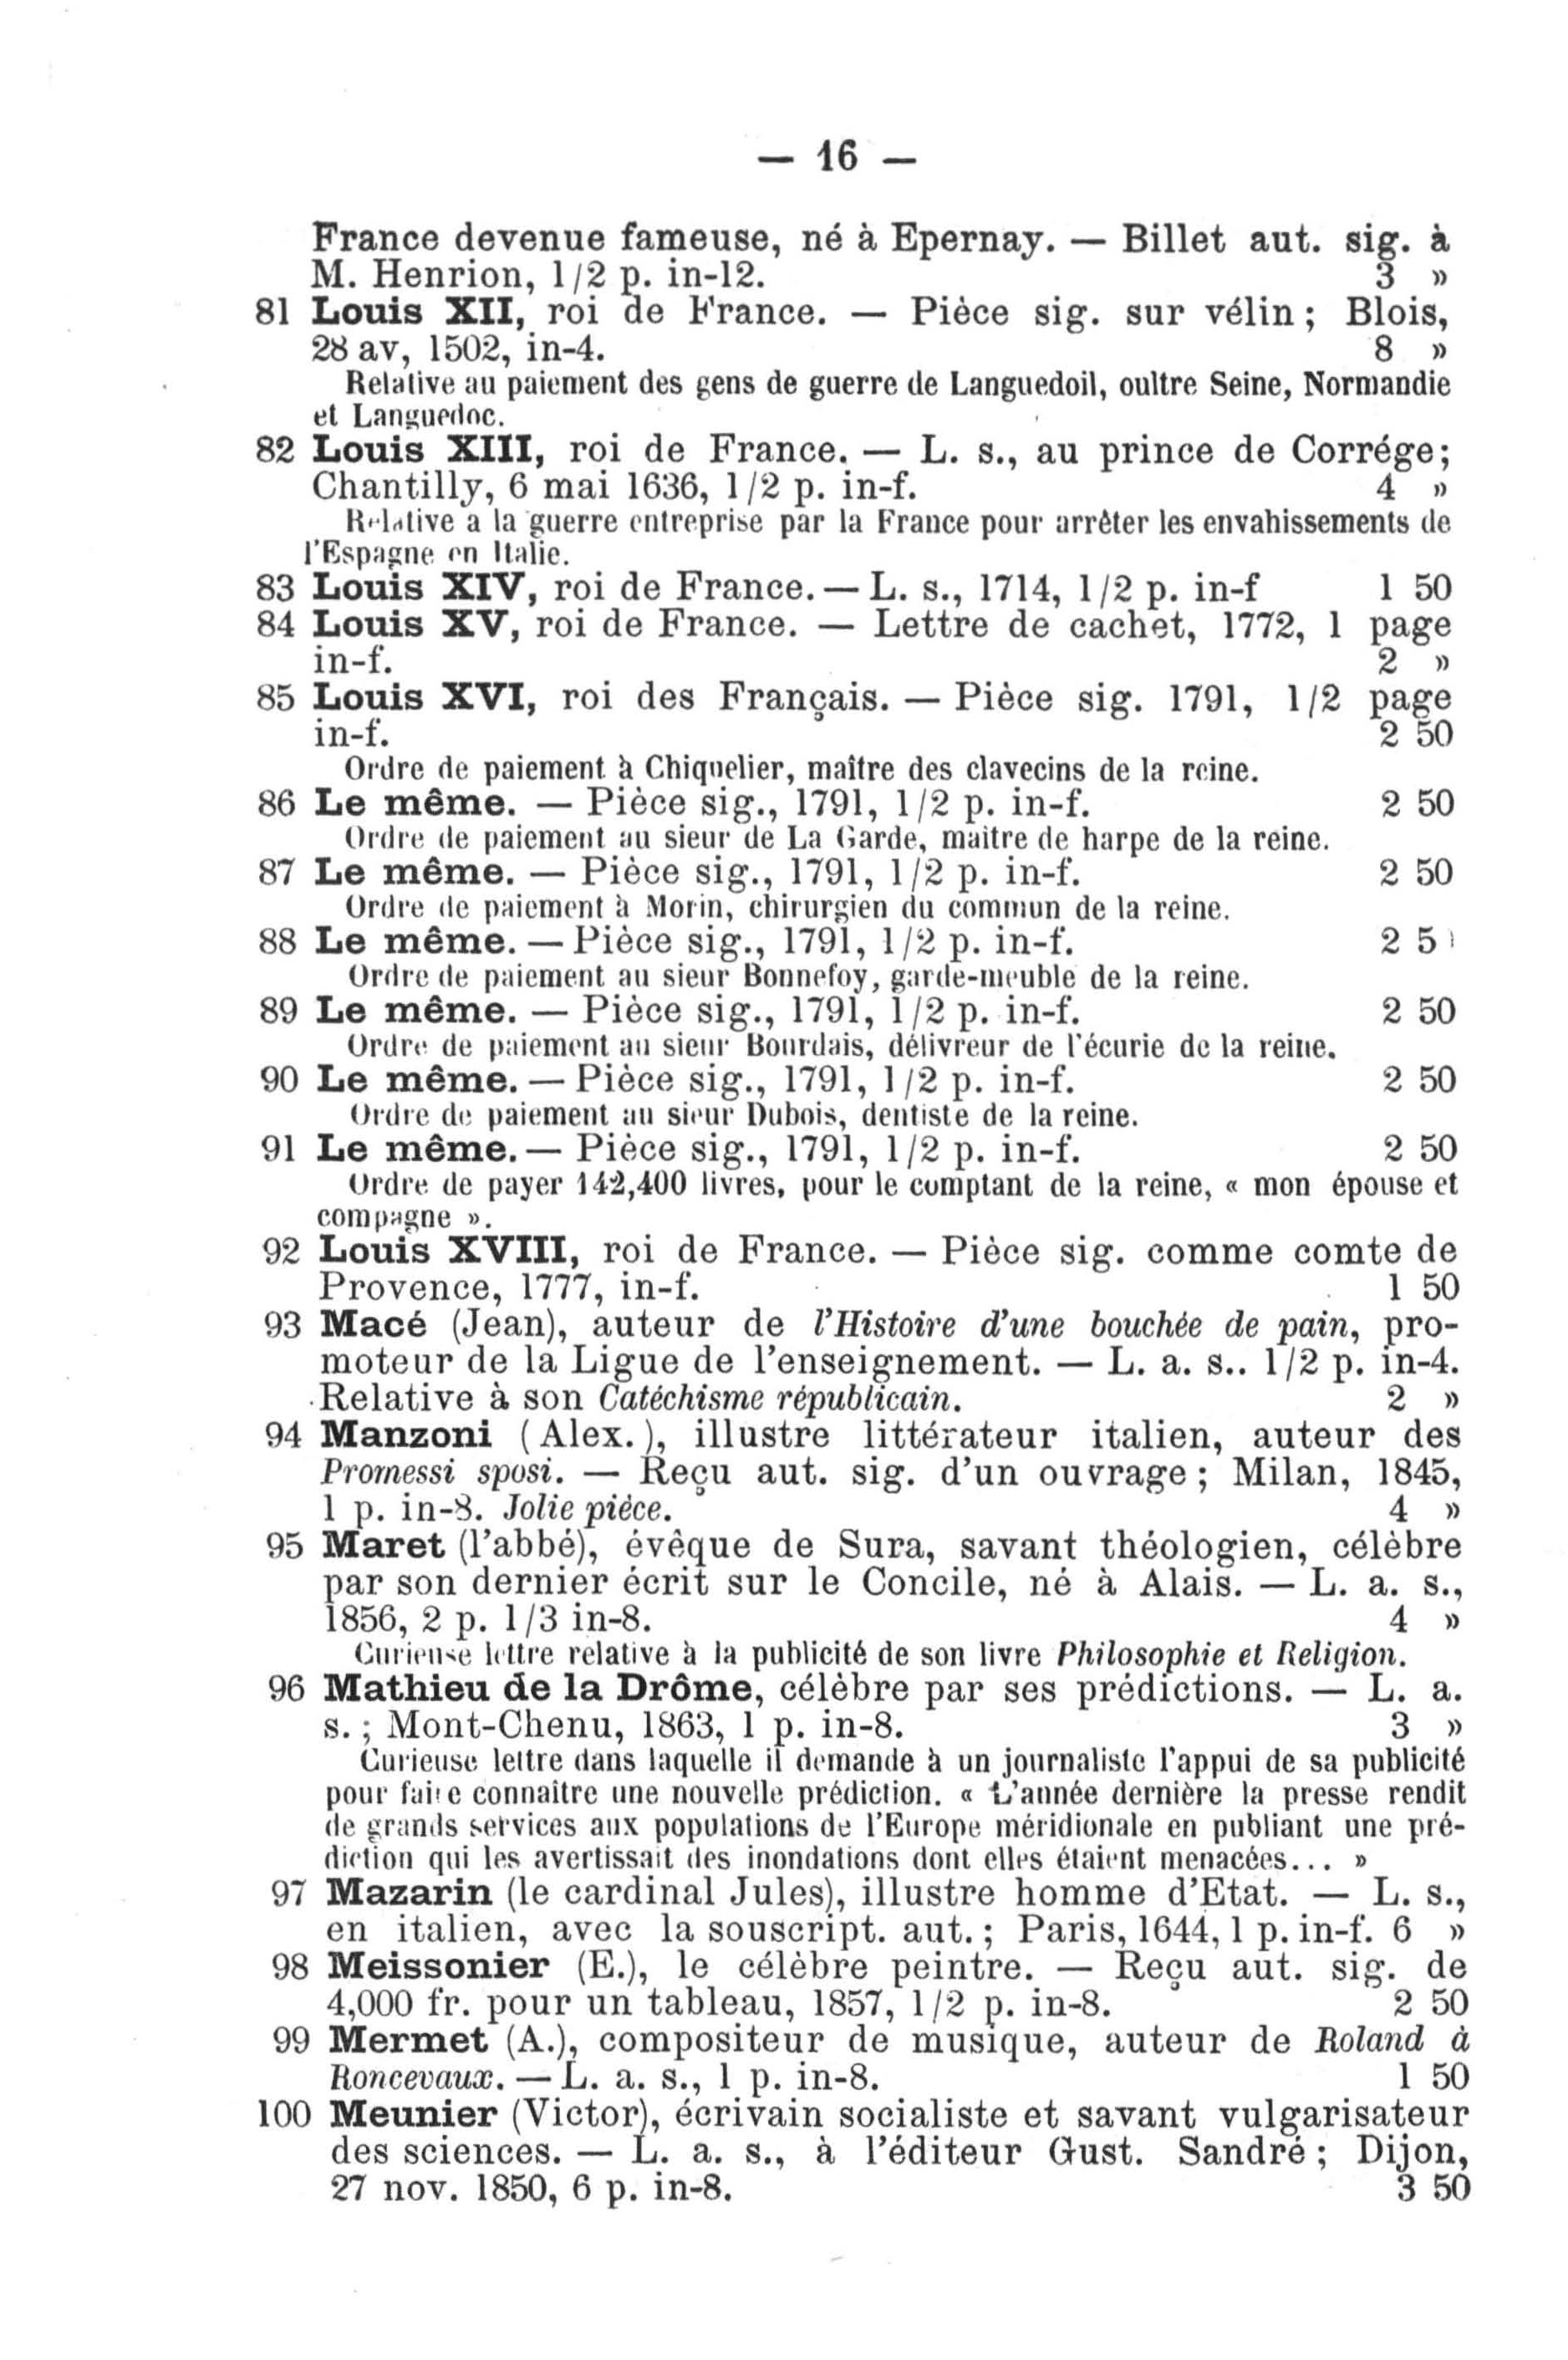 — 16 —
France devenue fameuse, né à Epernay. — Billet aut. sig. à
M. Henrion, 1/2 p. in-12. 3 »
81 Louis XII, roi de France. — Pièce sig. sur vélin ; Blois,
28 av, 1502, in-4. 8 »
Relative au paiement des gens de guerre de Languedoil, oultre Seine, Normandie
et Languedoc.
82 Louis XIII, roi de France. — L. s., au prince de Corrége;
Chantilly, 6 mai 1636, 1/2 p. in-f. 4 »
Relative a la guerre entreprise par la France pour arrêter les envahissements de
l'Espagne en Italie.
83 Louis XIV, roi de France. — L. s., 1714, 1/2 p. in-f 1 50
84 Louis XV, roi de France. — Lettre de cachet, 1772, 1 page
in-f. 2 »
85 Louis XVI, roi des Français. — Pièce sig. 1791, 1/2 page
in-f. 2 50
Ordre de paiement à Chiquelier, maître des clavecins de la reine.
86 Le même. — Pièce sig., 1791, 1/2 p. in-f. 2 50
Ordre de paiement au sieur de La Garde, maitre de harpe de la reine.
87 Le même. — Pièce sig., 1791, 1/2 p. in-f. 2 50
Ordre de paiement à Morin, chirurgien du commun de la reine.
88 Le même. — Pièce sig., 1791, 1/2 p. in-f. 2 5
Ordre de paiement au sieur Bonnefoy, garde-meuble de la reine.
89 Le même. — Pièce sig., 1791, 1/2 p. in-f. 2 50
Ordre de paiement au sieur Bourdais, délivreur de l'écurie de la reine.
90 Le même. — Pièce sig., 1791, 1/2 p. in-f. 2 50
Ordre de paiement au sieur Dubois, dentiste de la reine.
91 Le même. — Pièce sig., 1791, 1/2 p. in-f. 2 50
Ordre de payer 142,400 livres, pour le comptant de la reine, « mon épouse et
compagne ».
92 Louis XVIII, roi de France. — Pièce sig. comme comte de
Provence, 1777, in-f. 1 50
93 Macé (Jean), auteur de l'Histoire d'une bouchée de pain, pro-
moteur de la Ligue de l'enseignement. — L. a. s.. 1/2 p. in-4.
Relative à son Catéchisme républicain. 2 »
94 Manzoni (Alex.), illustre littérateur italien, auteur des
Promessi sposi. — Reçu aut. sig. d'un ouvrage ; Milan, 1845,
1 p. in-8. Jolie pièce. 4 »
95 Maret (l'abbé), évêque de Sura, savant théologien, célèbre
par son dernier écrit sur le Concile, né à Alais. — L. a. s.,
1856, 2 p. 1/3 in-8. 4 »
Curieuse lettre relative à la publicité de son livre Philosophie et Religion.
96 Mathieu de la Drôme, célèbre par ses prédictions. — L. a.
s. ; Mont-Chenu, 1863, 1 p. in-8. 3 »
Curieuse lettre dans laquelle il demande à un journaliste l'appui de sa publicité
pour faire connaître une nouvelle prédiction. « L'année dernière la presse rendit
de grands services aux populations de l'Europe méridionale en publiant une pré-
diction qui les avertissait des inondations dont elles étaient menacées... »
97 Mazarin (le cardinal Jules), illustre homme d'Etat. — L. s.,
en italien, avec la souscript. aut. ; Paris, 1644, 1 p. in-f. 6 »
98 Meissonier (E.), le célèbre peintre. — Reçu aut. sig. de
4,000 fr. pour un tableau, 1857, 1/2 p. in-8. 2 50
99 Mermet (A.), compositeur de musique, auteur de Roland à
Roncevaux. — L. a. s., 1 p. in-8. 1 50
100 Meunier (Victor), écrivain socialiste et savant vulgarisateur
des sciences. — L. a. s., à l'éditeur Gust. Sandré ; Dijon,
27 nov. 1850, 6 p. in-8. 3 50